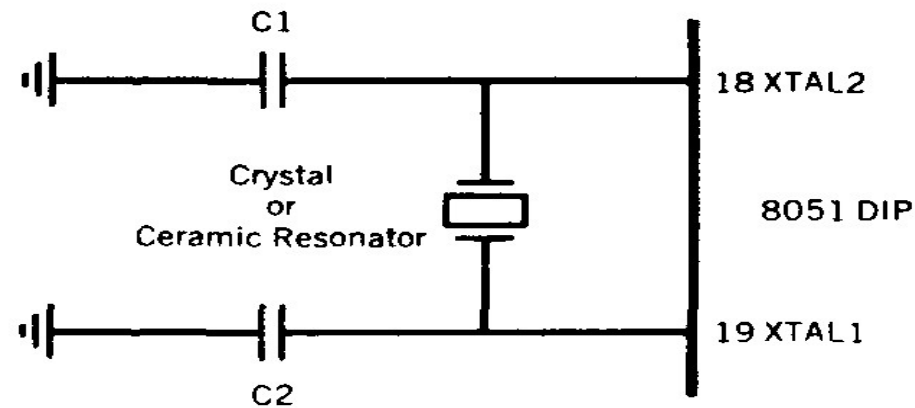 C1
18 XTAL2
Crystal
or
Ceramic Resonator
8051 DIP
19 XTAL1
C2